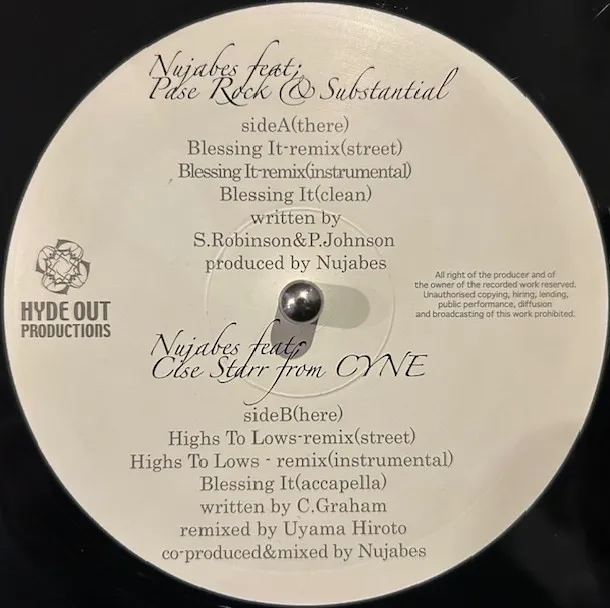 Nujabes feat;
Pase Rock & Substantial
sideA(there)
Blessing It-remix(street)
Blessing It-remix(instrumental)
Blessing It(clean)
written by
S.Robinson&P.Johnson
produced by Nujabes
HYDE OUT
PRODUCTIONS
All right of the producer and of
the owner of the recorded work reserved.
Unauthorised copying, hiring, lending,
public performance, diffusion
and broadcasting of this work prohibited.
Nujabes feat;
Cise Starr from CYNE
sideB(here)
Highs To Lows-remix(street)
Highs To Lows - remix(instrumental)
Blessing It(accapella)
written by C.Graham
remixed by Uyama Hiroto
co-produced&mixed by Nujabes